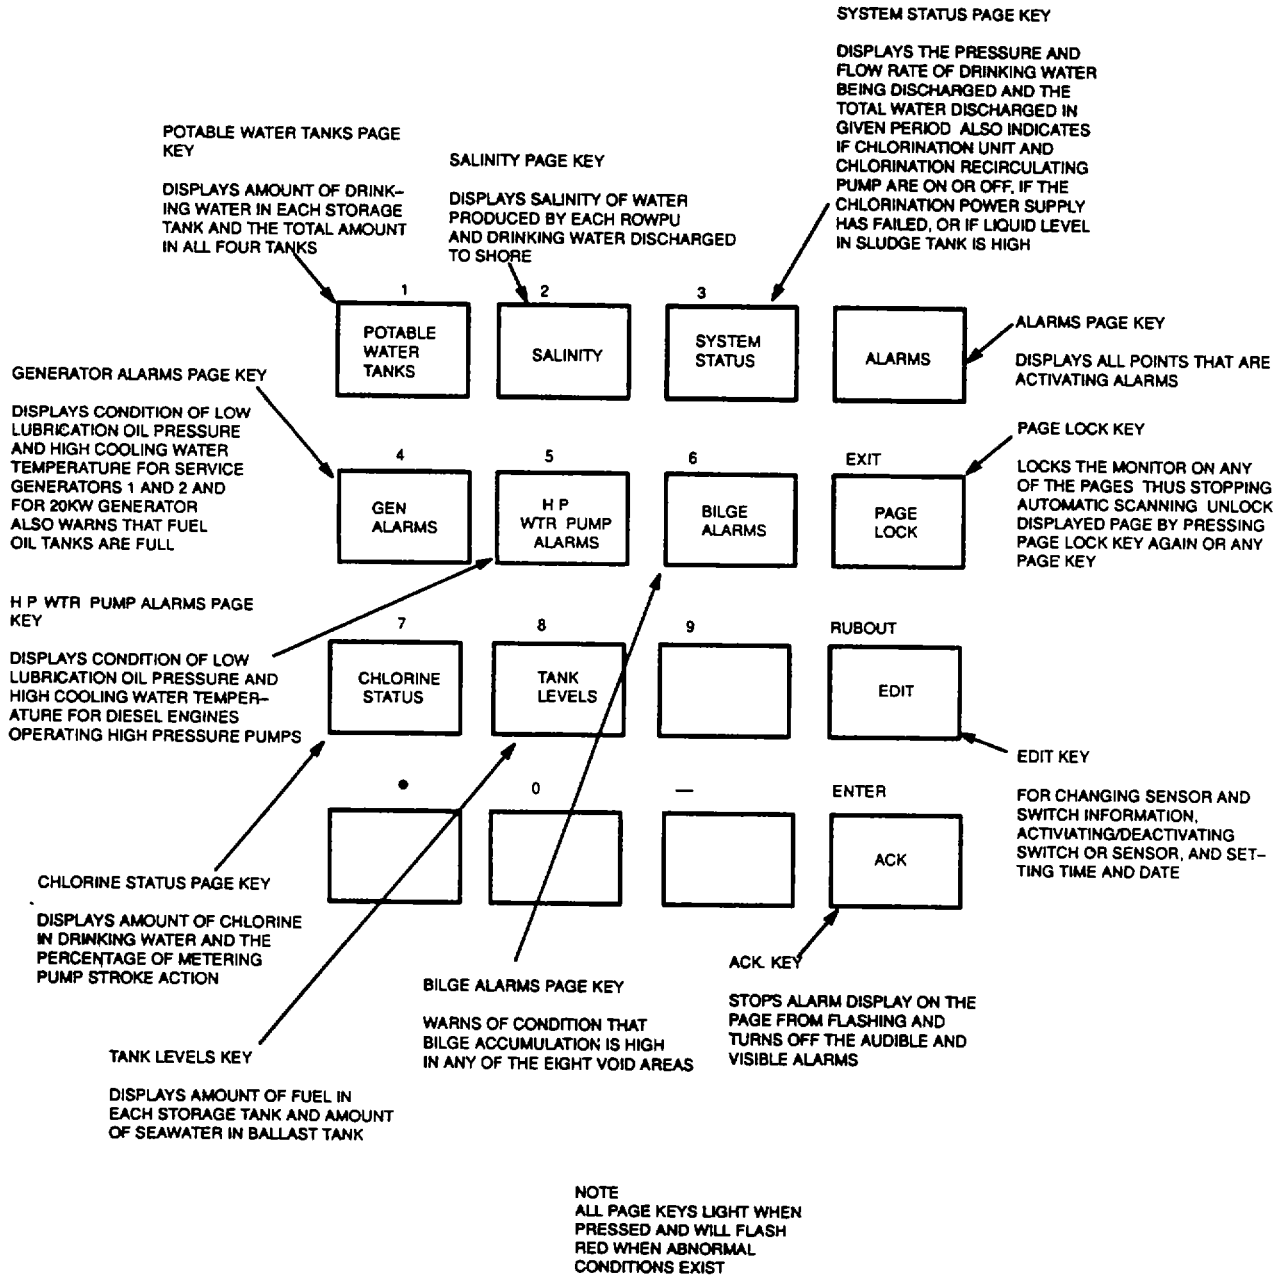 SYSTEM STATUS PAGE KEY
DISPLAYS THE PRESSURE AND
FLOW RATE OF DRINKING WATER
BEING DISCHARGED AND THE
TOTAL WATER DISCHARGED IN
GIVEN PERIOD ALSO INDICATES
IF CHLORINATION UNIT AND
CHLORINATION RECIRCULATING
PUMP ARE ON OR OFF, IF THE
CHLORINATION POWER SUPPLY
HAS FAILED, OR IF LIQUID LEVEL
IN SLUDGE TANK IS HIGH
POTABLE WATER TANKS PAGE
KEY
DISPLAYS AMOUNT OF DRINK-
ING WATER IN EACH STORAGE
TANK AND THE TOTAL AMOUNT
IN ALL FOUR TANKS
SALINITY PAGE KEY
DISPLAYS SALINITY OF WATER
PRODUCED BY EACH ROWPU
AND DRINKING WATER DISCHARGED
TO SHORE
1
2
3
POTABLE
WATER
TANKS
SALINITY
SYSTEM
STATUS
ALARMS
ALARMS PAGE KEY
DISPLAYS ALL POINTS THAT ARE
ACTIVATING ALARMS
GENERATOR ALARMS PAGE KEY
DISPLAYS CONDITION OF LOW
LUBRICATION OIL PRESSURE
AND HIGH COOLING WATER
TEMPERATURE FOR SERVICE
GENERATORS 1 AND 2 AND
FOR 20KW GENERATOR
ALSO WARNS THAT FUEL
OIL TANKS ARE FULL
4
5
6
EXIT
GEN
ALARMS
H P
WTR PUMP
ALARMS
BILGE
ALARMS
PAGE
LOCK
PAGE LOCK KEY
LOCKS THE MONITOR ON ANY
OF THE PAGES THUS STOPPING
AUTOMATIC SCANNING UNLOCK
DISPLAYED PAGE BY PRESSING
PAGE LOCK KEY AGAIN OR ANY
PAGE KEY
H P WTR PUMP ALARMS PAGE
KEY
DISPLAYS CONDITION OF LOW
LUBRICATION OIL PRESSURE AND
HIGH COOLING WATER TEMPER-
ATURE FOR DIESEL ENGINES
OPERATING HIGH PRESSURE PUMPS
7
8
9
RUBOUT
CHLORINE
STATUS
TANK
LEVELS
EDIT
EDIT KEY
FOR CHANGING SENSOR AND
SWITCH INFORMATION,
ACTIVIATING/DEACTIVATING
SWITCH OR SENSOR, AND SET-
TING TIME AND DATE
•
0
—
ENTER
ACK
CHLORINE STATUS PAGE KEY
DISPLAYS AMOUNT OF CHLORINE
IN DRINKING WATER AND THE
PERCENTAGE OF METERING
PUMP STROKE ACTION
BILGE ALARMS PAGE KEY
WARNS OF CONDITION THAT
BILGE ACCUMULATION IS HIGH
IN ANY OF THE EIGHT VOID AREAS
ACK. KEY
STOPS ALARM DISPLAY ON THE
PAGE FROM FLASHING AND
TURNS OFF THE AUDIBLE AND
VISIBLE ALARMS
TANK LEVELS KEY
DISPLAYS AMOUNT OF FUEL IN
EACH STORAGE TANK AND AMOUNT
OF SEAWATER IN BALLAST TANK
NOTE
ALL PAGE KEYS LIGHT WHEN
PRESSED AND WILL FLASH
RED WHEN ABNORMAL
CONDITIONS EXIST